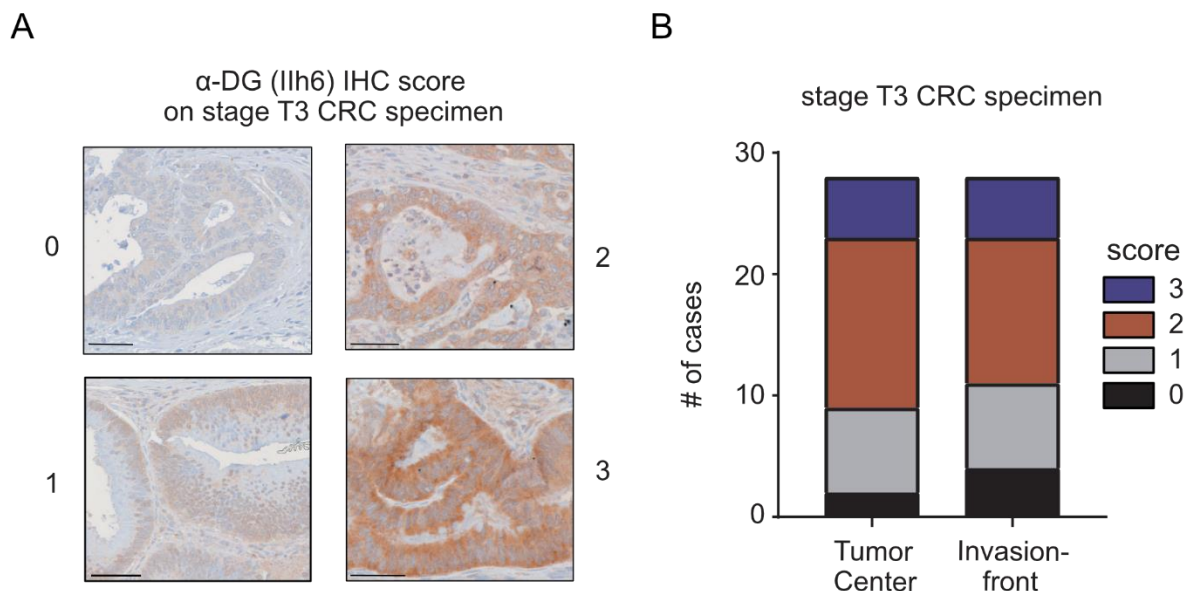 A
α-DG (IIh6) IHC score
on stage T3 CRC specimen
0
2
1
3
B
stage T3 CRC specimen
30
20
10
0
# of cases
Tumor
Center
Invasion-
front
score
3
2
1
0